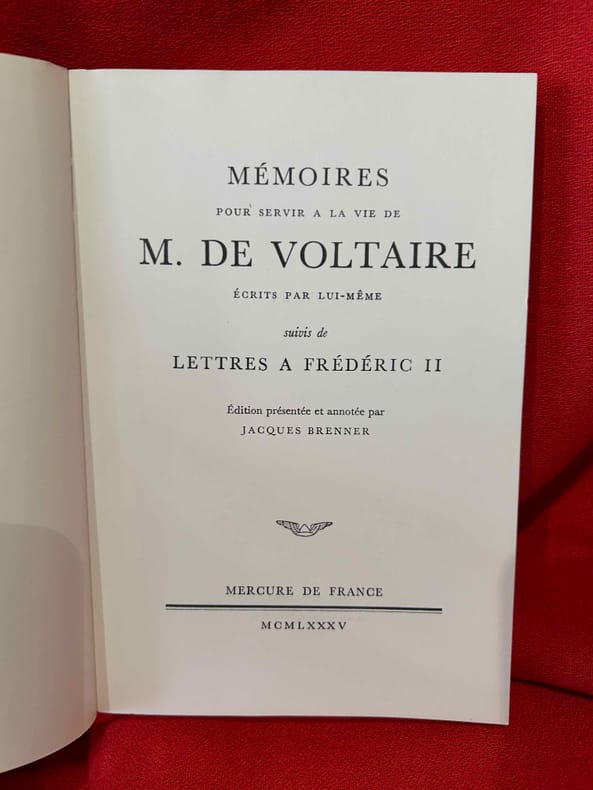 MÉMOIRES
POUR SERVIR A LA VIE DE
M. DE VOLTAIRE
ÉCRITS PAR LUI-MÊME
suivis de
LETTRES A FRÉDÉRIC II
Édition présentée et annotée par
JACQUES BRENNER
MERCURE DE FRANCE
MCMLXXXV